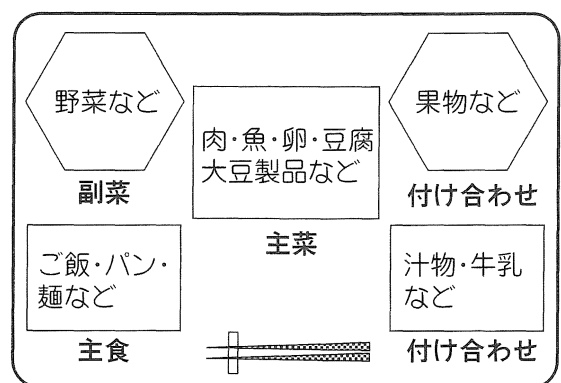 野菜など
副菜
肉・魚・卵・豆腐
大豆製品など
主菜
果物など
付け合わせ
ご飯・パン・
麺など
主食
汁物・牛乳
など
付け合わせ